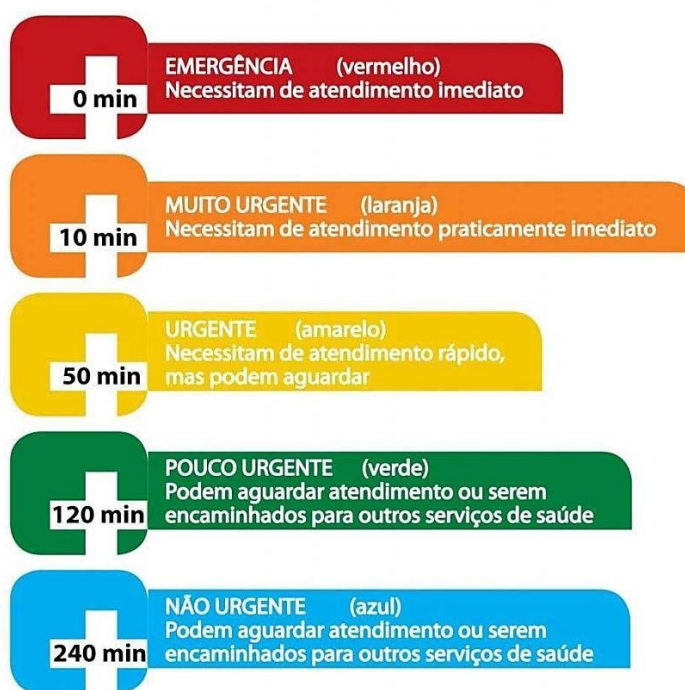 EMERGÊNCIA (vermelho)
0 min Necessitam de atendimento imediato
MUITO URGENTE (laranja)
10 min Necessitam de atendimento praticamente imediato
URGENTE (amarelo)
Necessitam de atendimento rápido,
50 min mas podem aguardar
POUCO URGENTE (verde)
Podem aguardar atendimento ou serem
120 min encaminhados para outros serviços de saúde
NÃO URGENTE (azul)
Podem aguardar atendimento ou serem
240 min encaminhados para outros serviços de saúde